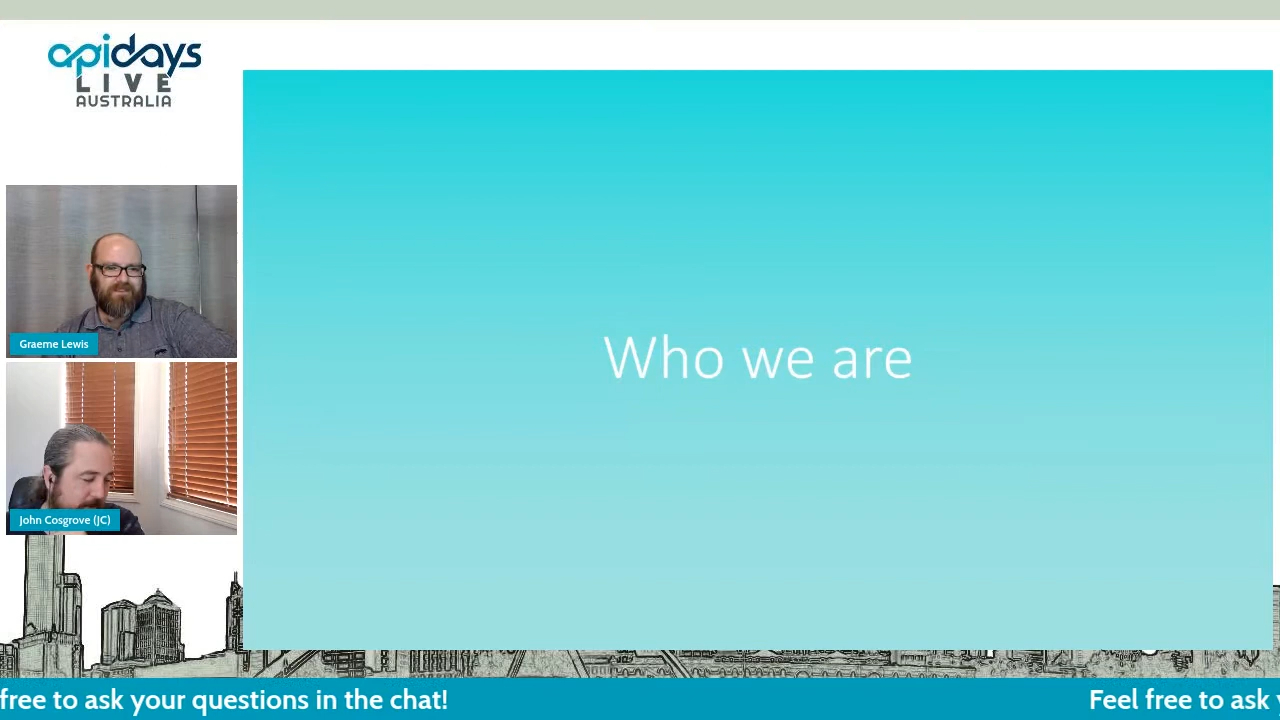 apidays
LIVE
AUSTRALIA
Graeme Lewis
John Cosgrove (JC)
Who we are
free to ask your questions in the chat!
Feel free to ask